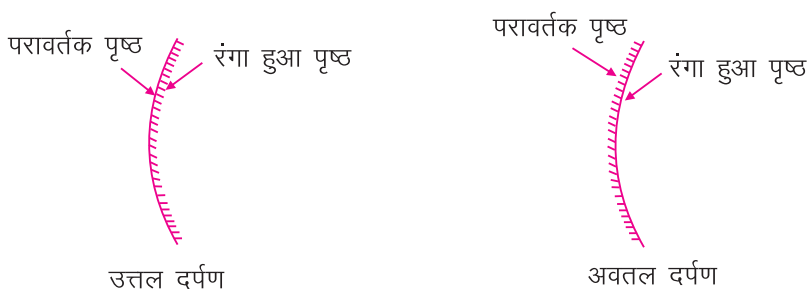 परावर्तक पृष्ठ
रंगा हुआ पृष्ठ
उत्तल दर्पण
परावर्तक पृष्ठ
रंगा हुआ पृष्ठ
अवतल दर्पण